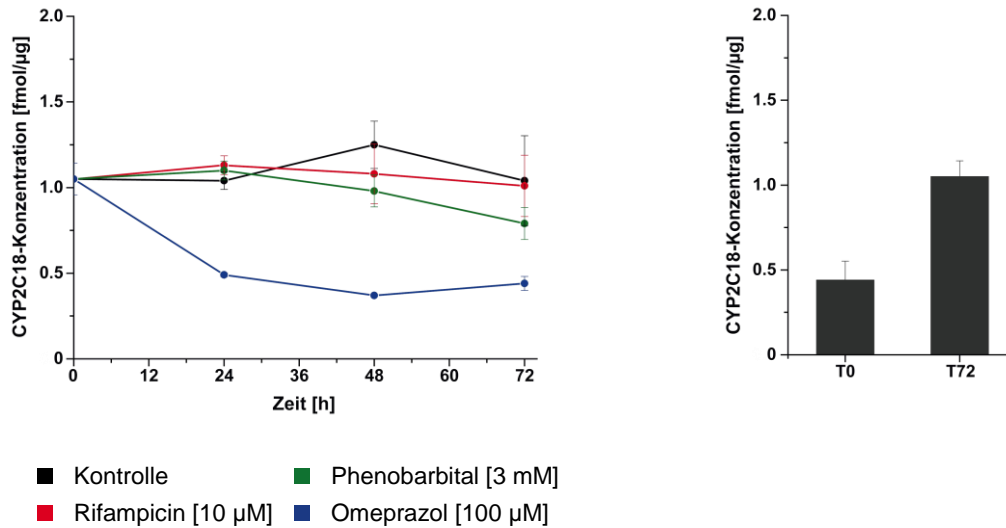 CYP2C18-Konzentration [fmol/µg]
2.0
1.5
1.0
0.5
0
0 12 24 36 48 60 72
Zeit [h]
CYP2C18-Konzentration [fmol/µg]
2.0
1.5
1.0
0.5
0
T0 T72
Kontrolle
Phenobarbital [3 mM]
Rifampicin [10 µM]
Omeprazol [100 µM]